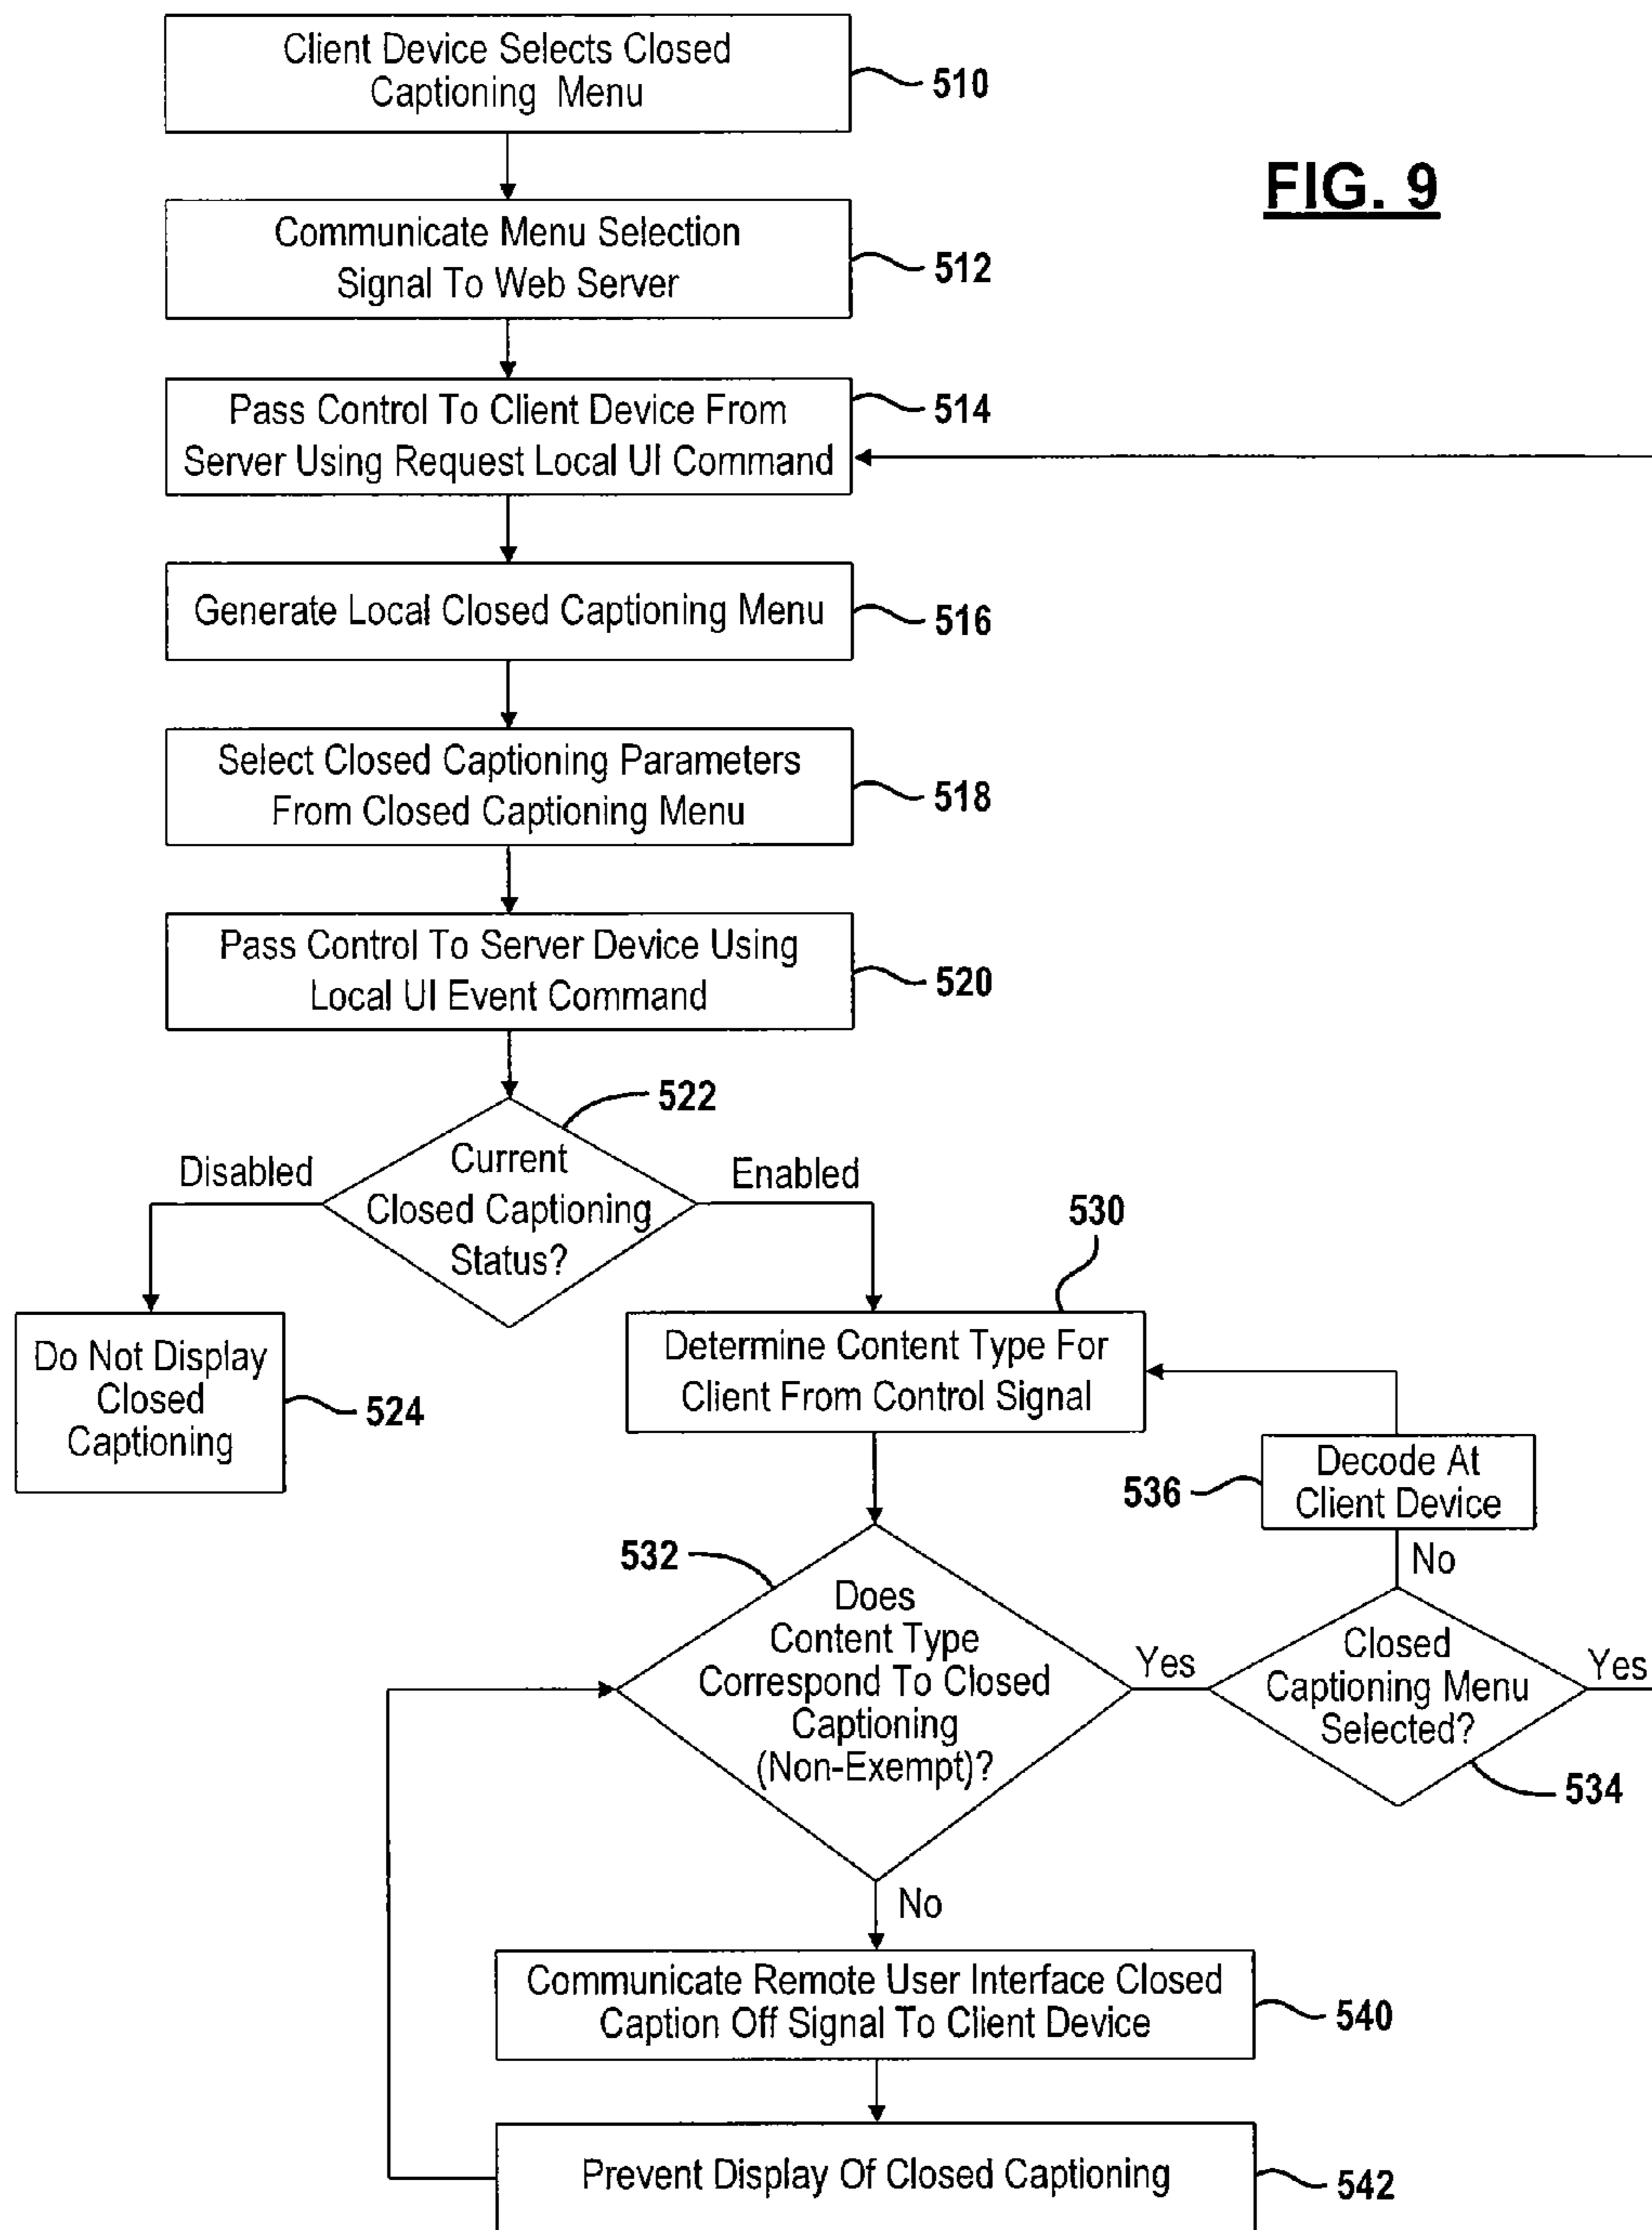 Client Device Selects Closed
Captioning Menu
510
FIG. 9
Communicate Menu Selection
Signal To Web Server
512
Pass Control To Client Device From
Server Using Request Local UI Command
514
Generate Local Closed Captioning Menu
516
Select Closed Captioning Parameters
From Closed Captioning Menu
518
Pass Control To Server Device Using
Local UI Event Command
520
522
Current
Closed Captioning
Status?
Disabled
Enabled
Do Not Display
Closed
Captioning
524
530
Determine Content Type For
Client From Control Signal
Decode At
Client Device
536
No
532
Does
Content Type
Correspond To Closed
Captioning
(Non-Exempt)?
Yes
Closed
Captioning Menu
Selected?
Yes
534
No
Communicate Remote User Interface Closed
Caption Off Signal To Client Device
540
Prevent Display Of Closed Captioning
542